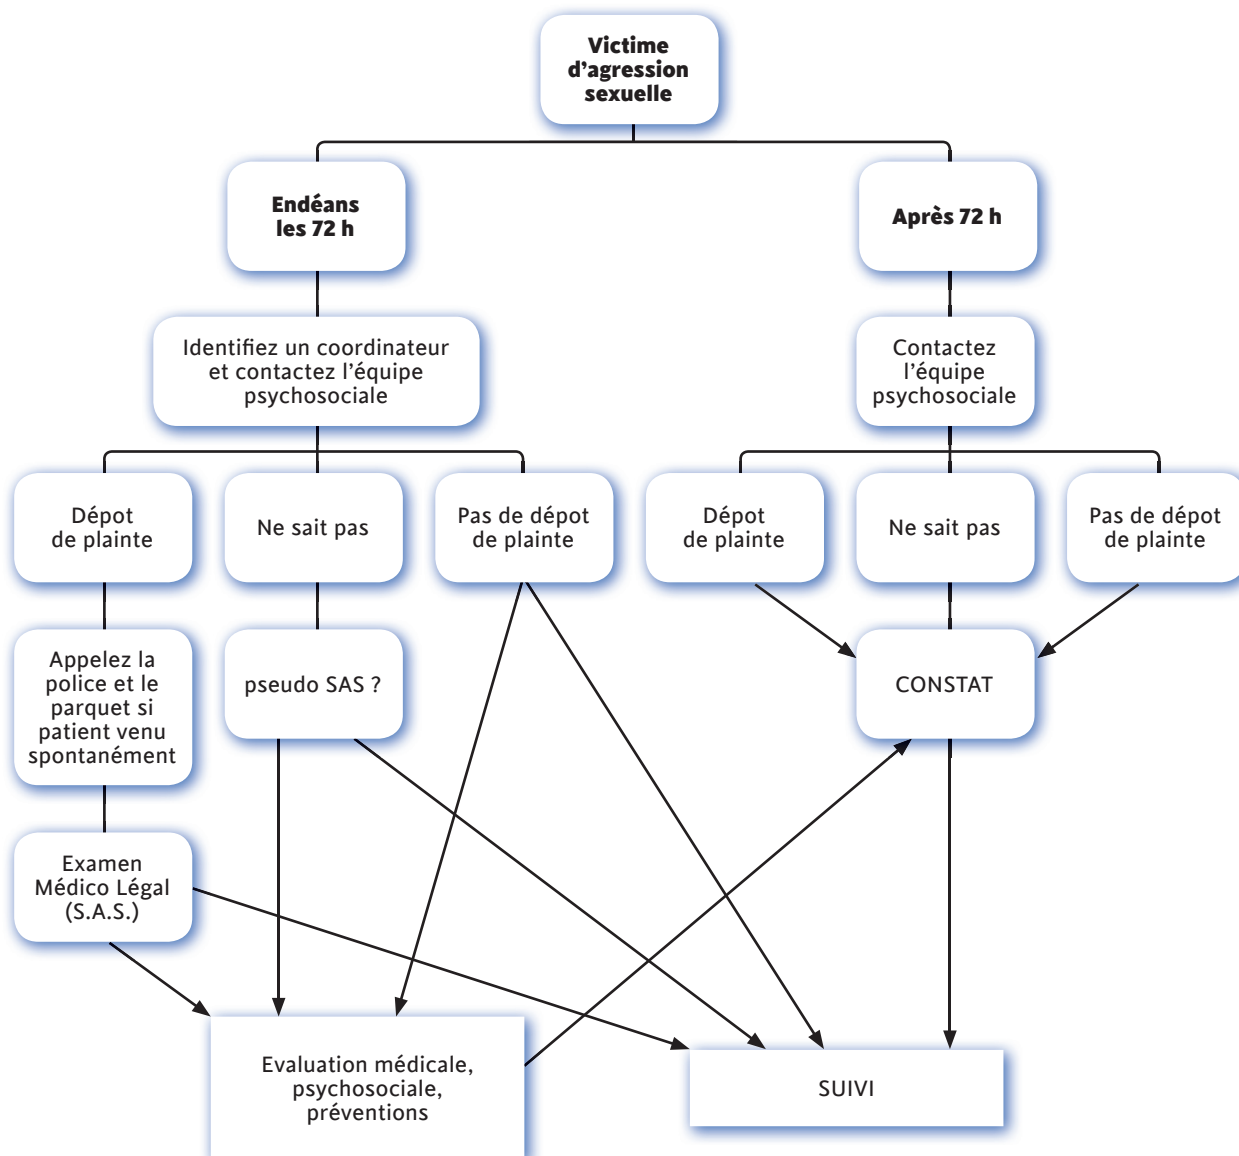 Victime
d'agression
sexuelle
Endéans
les 72 h
Après 72 h
Identifiez un coordinateur
et contactez l'équipe
psychosociale
Contactez
l'équipe
psychosociale
Dépot
de plainte
Ne sait pas
Pas de dépot
de plainte
Dépot
de plainte
Ne sait pas
Pas de dépot
de plainte
Appelez la
police et le
parquet si
patient venu
spontanément
pseudo SAS ?
CONSTAT
Examen
Médico Légal
(S.A.S.)
Evaluation médicale,
psychosociale,
préventions
SUIVI